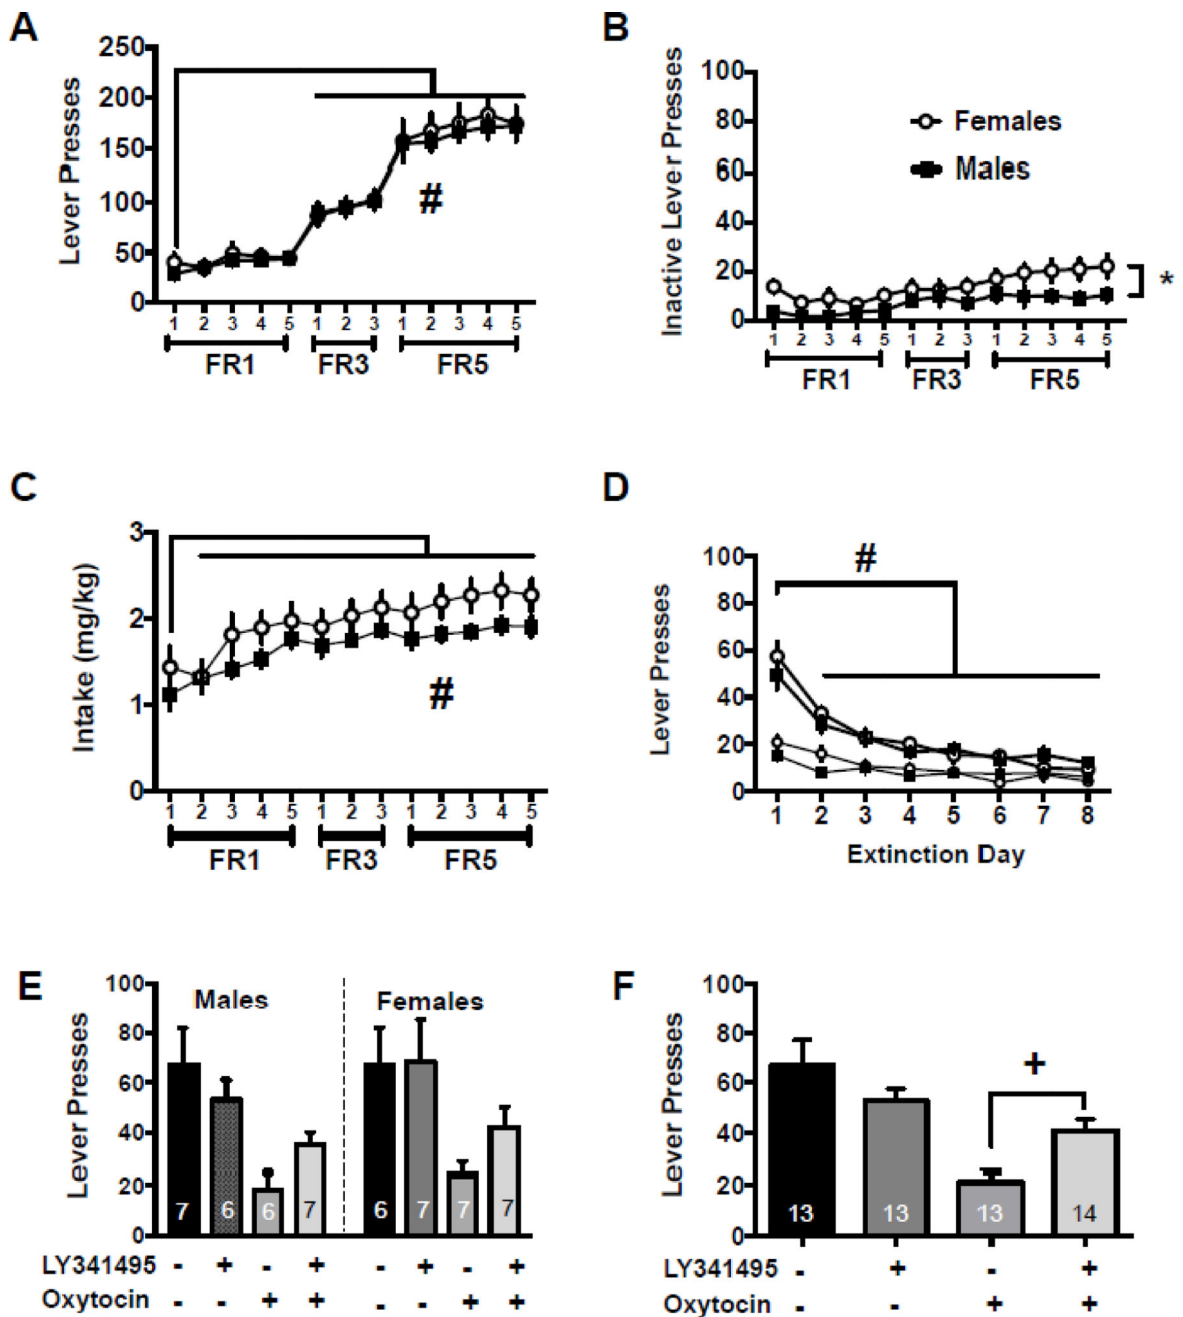 A
Lever Presses
250
200
150
100
50
0
#
1 2 3 4 5 1 2 3 1 2 3 4 5
FR1 FR3 FR5
B
Inactive Lever Presses
100
80
60
40
20
0
Females
Males
*
1 2 3 4 5 1 2 3 1 2 3 4 5
FR1 FR3 FR5
C
Intake (mg/kg)
3
2
1
0
#
1 2 3 4 5 1 2 3 1 2 3 4 5
FR1 FR3 FR5
D
Lever Presses
100
80
60
40
20
0
#
1 2 3 4 5 6 7 8
Extinction Day
E
Lever Presses
100
80
60
40
20
0
Males Females
7 6 6 7 6 7 7 7
LY341495 - + - + - + - +
Oxytocin - - + + - - + +
F
Lever Presses
100
80
60
40
20
0
+
13 13 13 14
LY341495 - + - +
Oxytocin - - + +